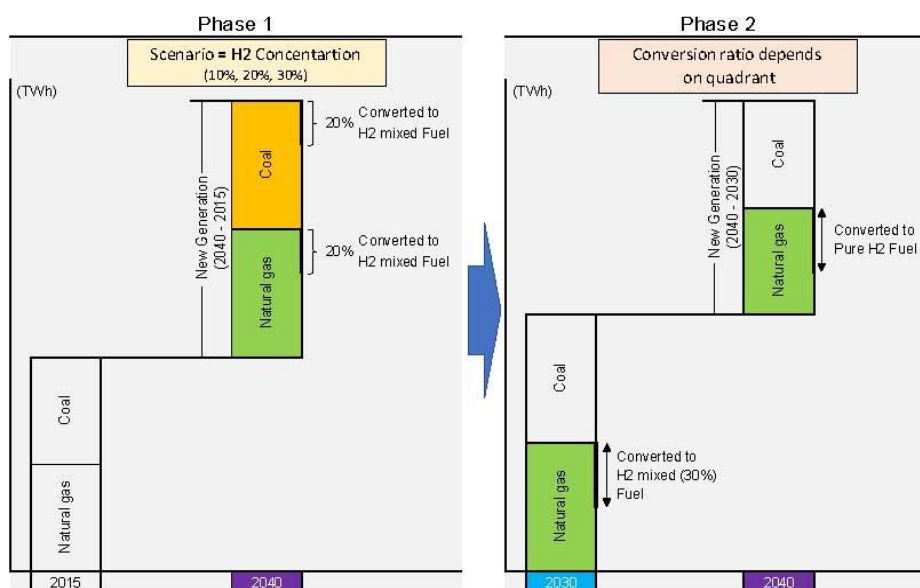 Phase 1
Scenario = H2 Concentartion
(10%, 20%, 30%)
(TWh)
New Generation
(2040 - 2015)
Coal
20%
Converted to
H2 mixed Fuel
Natural gas
20%
Converted to
H2 mixed Fuel
Coal
Natural gas
2015
2040
Phase 2
Conversion ratio depends
on quadrant
(TWh)
New Generation
(2040 - 2030)
Coal
Natural gas
Converted to
Pure H2 Fuel
Coal
Natural gas
Converted to
H2 mixed (30%)
Fuel
2030
2040